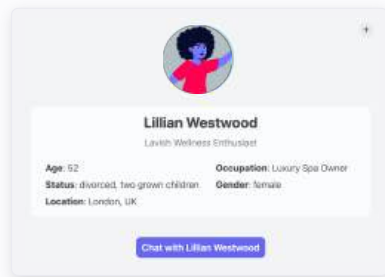 +
Lillian Westwood
Lavish Wellness Enthusiast
Age: 52
Occupation: Luxury Spa Owner
Status: divorced, two grown children
Gender: female
Location: London, UK
Chat with Lillian Westwood